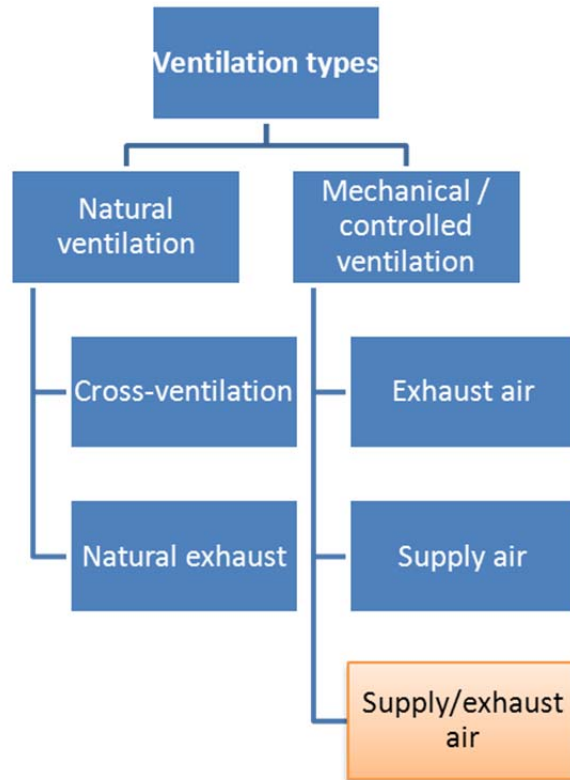 Ventilation types
Natural
ventilation
Mechanical /
controlled
ventilation
Cross-ventilation
Natural exhaust
Exhaust air
Supply air
Supply/exhaust
air